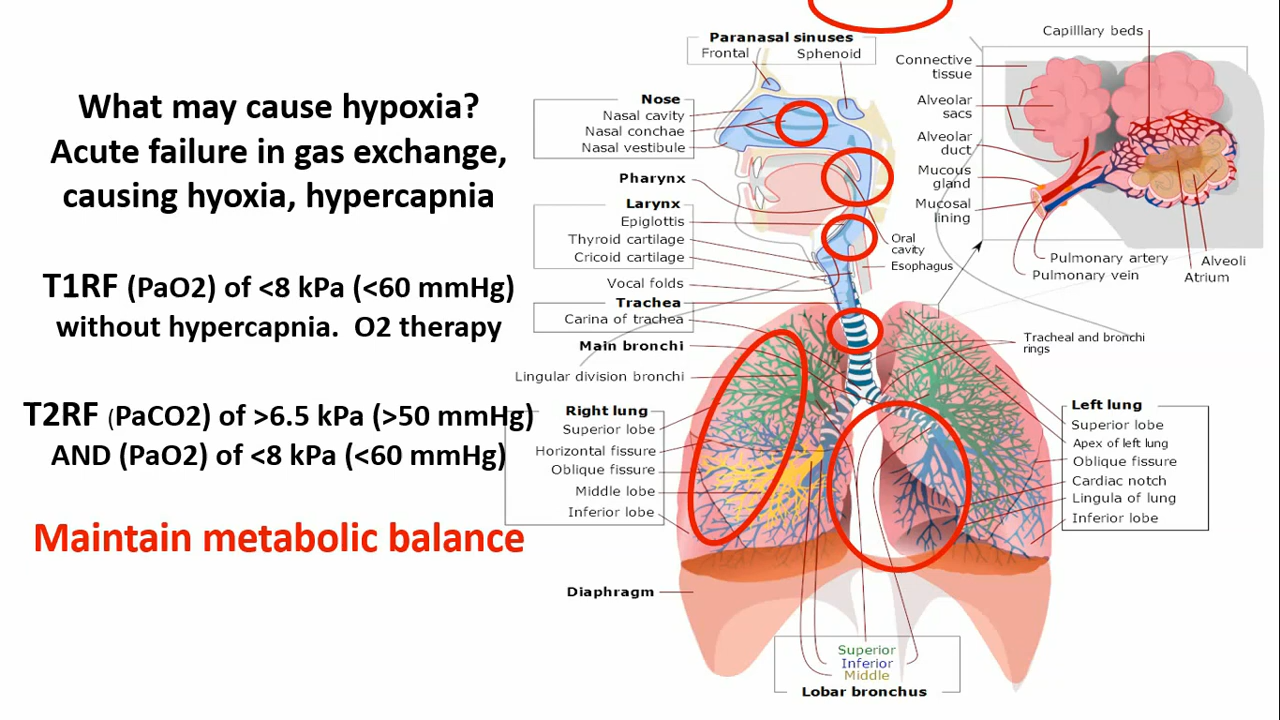 What may cause hypoxia?
Acute failure in gas exchange,
causing hyoxia, hypercapnia
T1RF (PaO2) of <8 kPa (<60 mmHg)
without hypercapnia. O2 therapy
T2RF (PaCO2) of >6.5 kPa (>50 mmHg)
AND (PaO2) of <8 kPa (<60 mmHg)
Maintain metabolic balance
Paranasal sinuses
Frontal
Sphenoid
Nose
Nasal cavity
Nasal conchae
Nasal vestibule
Pharynx
Larynx
Epiglottis
Thyroid cartilage
Cricoid cartilage
Vocal folds
Trachea
Carina of trachea
Main bronchi
Lingular division bronchi
Right lung
Superior lobe
Horizontal fissure
Oblique fissure
Middle lobe
Inferior lobe
Diaphragm
Oral
cavity
Esophagus
Capilllary beds
Connective
tissue
Alveolar
sacs
Alveolar
duct
Mucous
gland
Mucosal
lining
Pulmonary artery
Pulmonary vein
Alveoli
Atrium
Tracheal and bronchi
rings
Left lung
Superior lobe
Apex of left lung
Oblique fissure
Cardiac notch
Lingula of lung
Inferior lobe
Superior
Inferior
Middle
Lobar bronchus